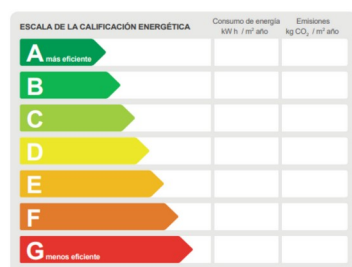 ESCALA DE LA CALIFICACIÓN ENERGÉTICA
Consumo de energía
kW h / m² año
Emisiones
kg CO₂ / m² año
A más eficiente
B
C
D
E
F
G menos eficiente